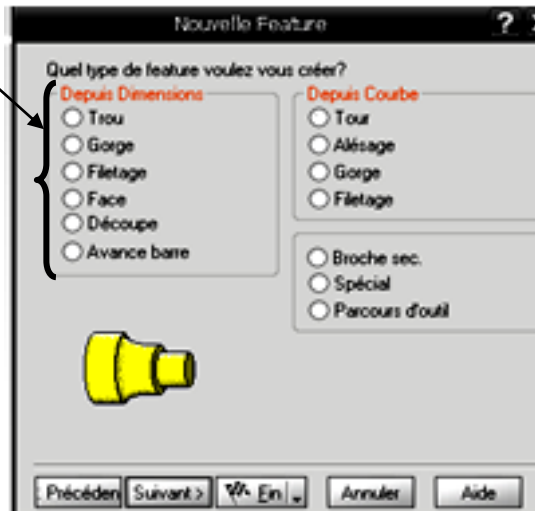 Nouvelle Feature ?
Quel type de feature voulez vous créer?
Depuis Dimensions
Trou
Gorge
Filetage
Face
Découpe
Avance barre
Depuis Courbe
Tour
Alésage
Gorge
Filetage
Broche sec.
Spécial
Parcours d'outil
Précéden
Suivant >
Fin
Annuler
Aide